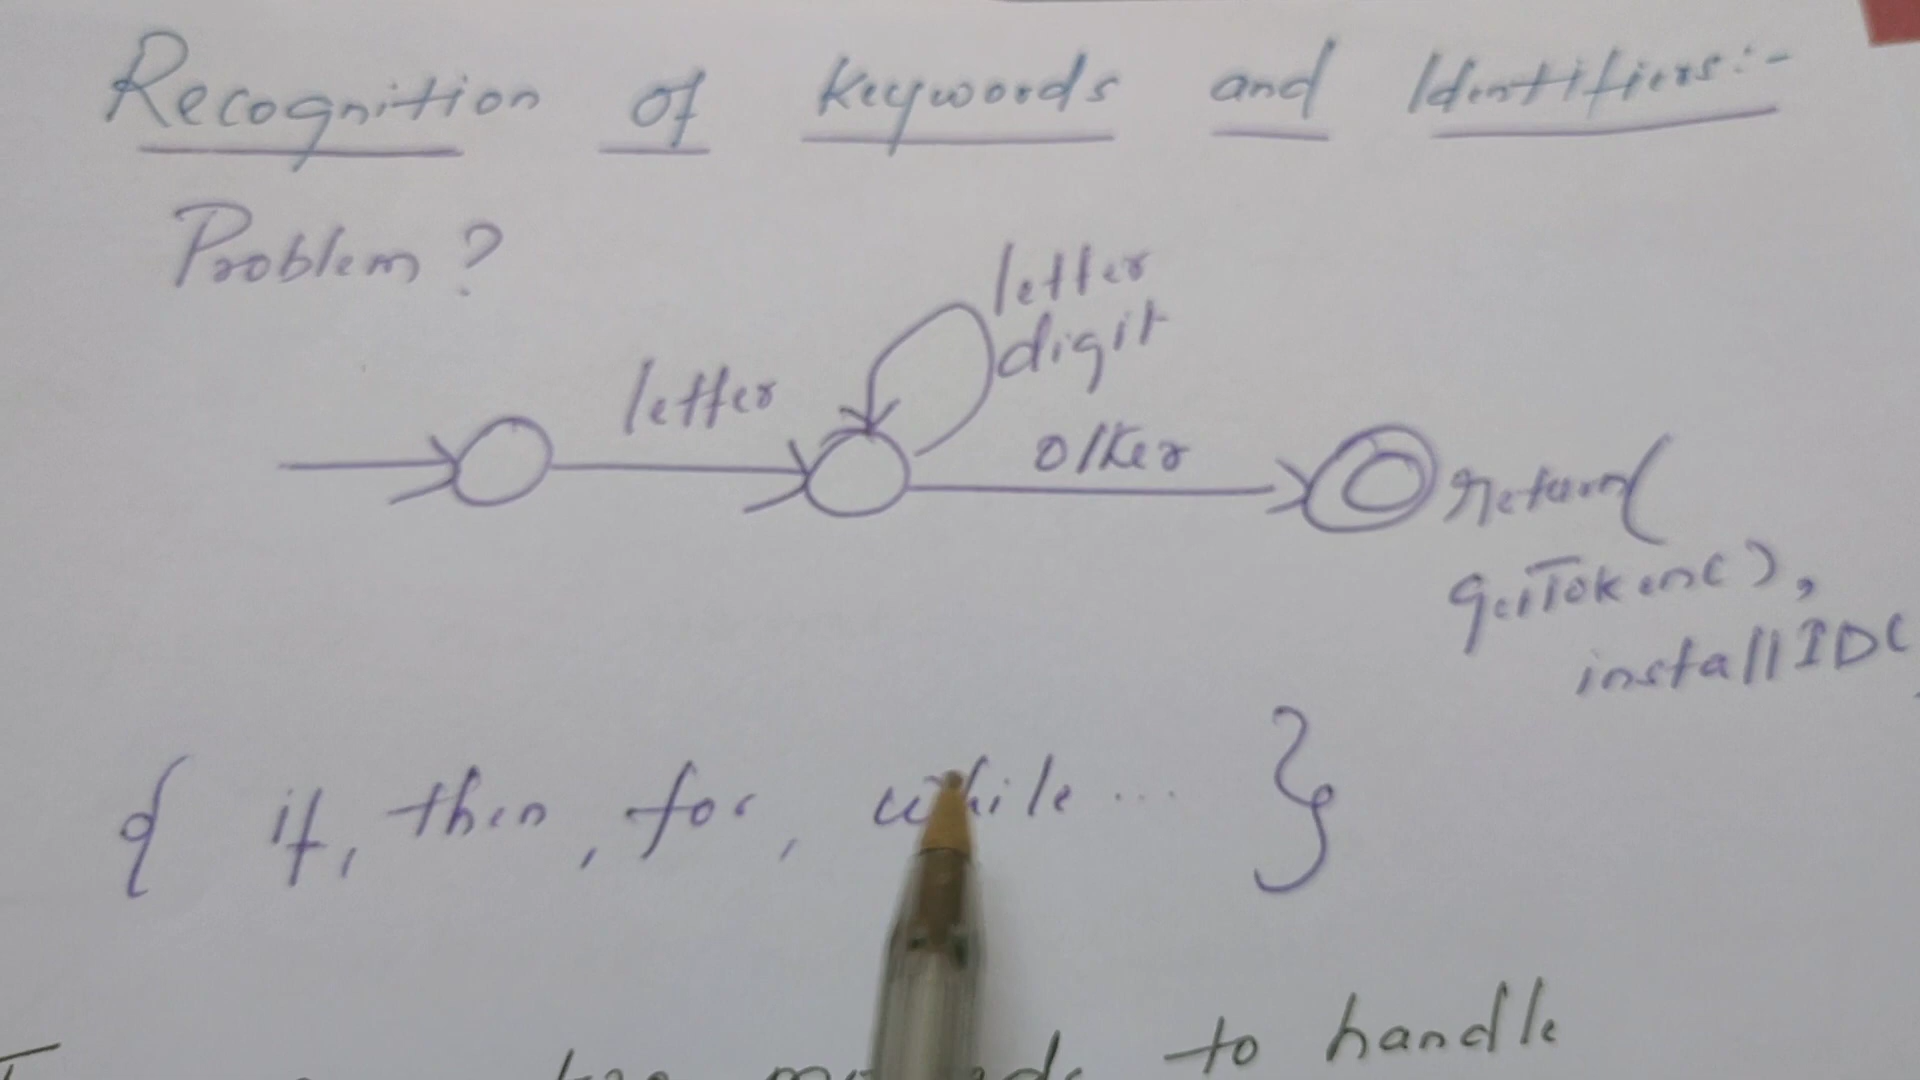 Recognition of Keywords and Identifiers:-
Problem?
letter
digit
letter
other
return(
getToken(),
installID(
{ if, then, for, while ... }
to handle